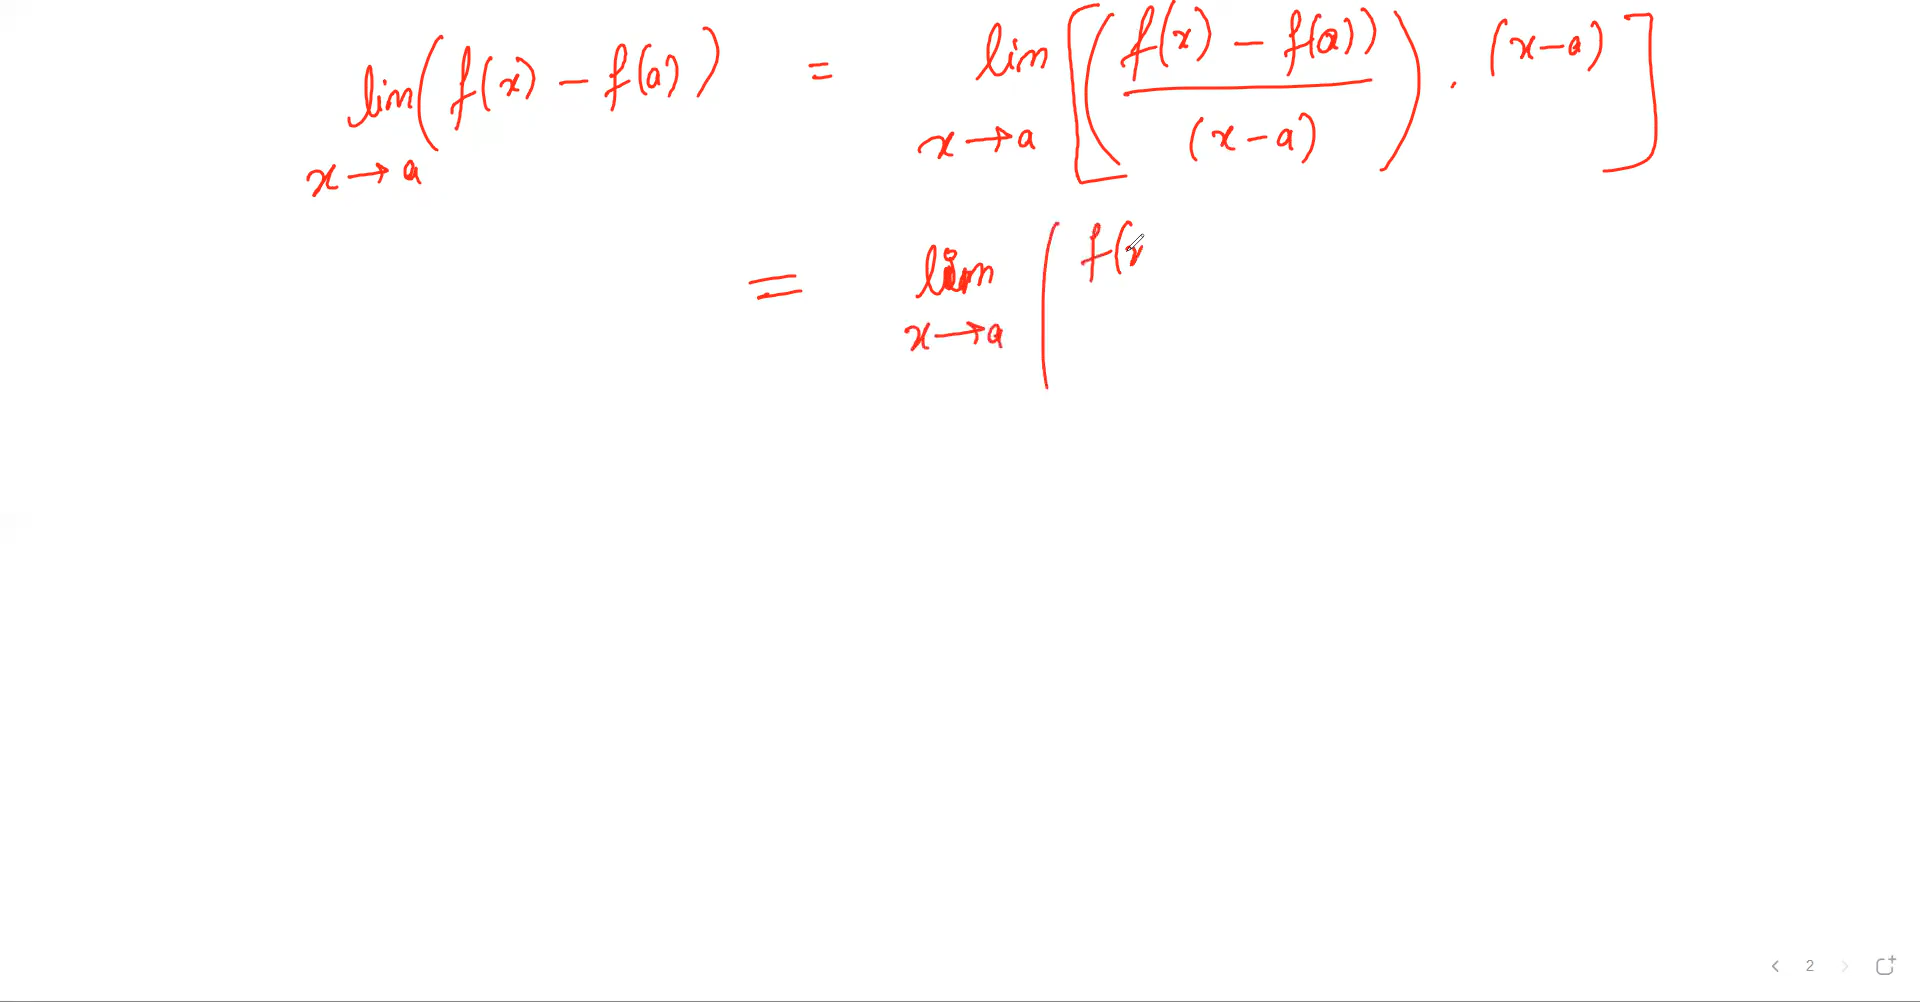 lim (f(x) − f(a)) = lim [((f(x) − f(a)) / (x−a)) · (x−a)]
x→a x→a
= lim (f(x
x→a
2